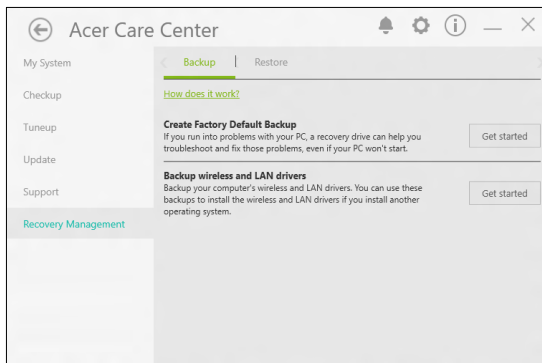 Acer Care Center
My System
Checkup
Tuneup
Update
Support
Recovery Management
Backup
Restore
How does it work?
Create Factory Default Backup
If you run into problems with your PC, a recovery drive can help you
troubleshoot and fix those problems, even if your PC won't start.
Get started
Backup wireless and LAN drivers
Backup your computer's wireless and LAN drivers. You can use these
backups to install the wireless and LAN drivers if you install another
operating system.
Get started